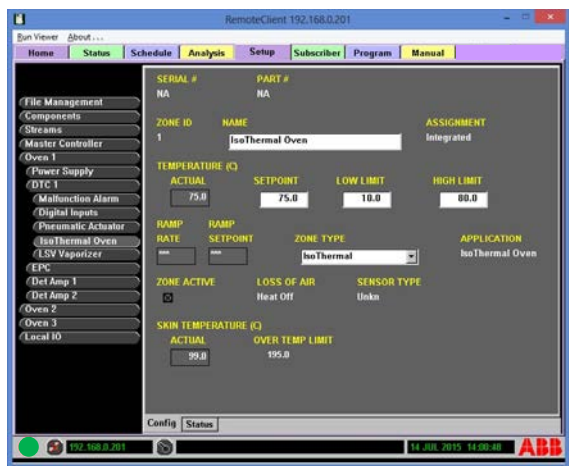 RemoteClient 192.168.0.201
Run Viewer About...
Home Status Schedule Analysis Setup Subscriber Program Manual
File Management
Components
Streams
Master Controller
Oven 1
Power Supply
DTC 1
Malfunction Alarm
Digital Inputs
Pneumatic Actuator
IsoThermal Oven
LSV Vaporizer
EPC
Det Amp 1
Det Amp 2
Oven 2
Oven 3
Local IO
SERIAL # PART #
NA NA
ZONE ID NAME ASSIGNMENT
1 IsoThermal Oven Integrated
TEMPERATURE (C)
ACTUAL SETPOINT LOW LIMIT HIGH LIMIT
75.0 75.0 10.0 80.0
RAMP RAMP
RATE SETPOINT ZONE TYPE APPLICATION
*** *** IsoThermal IsoThermal Oven
ZONE ACTIVE LOSS OF AIR SENSOR TYPE
Heat Off Unkn
SKIN TEMPERATURE (C)
ACTUAL OVER TEMP LIMIT
99.0 195.0
Config Status
192.168.0.201 14 JUL 2015 14:00:48 ABB